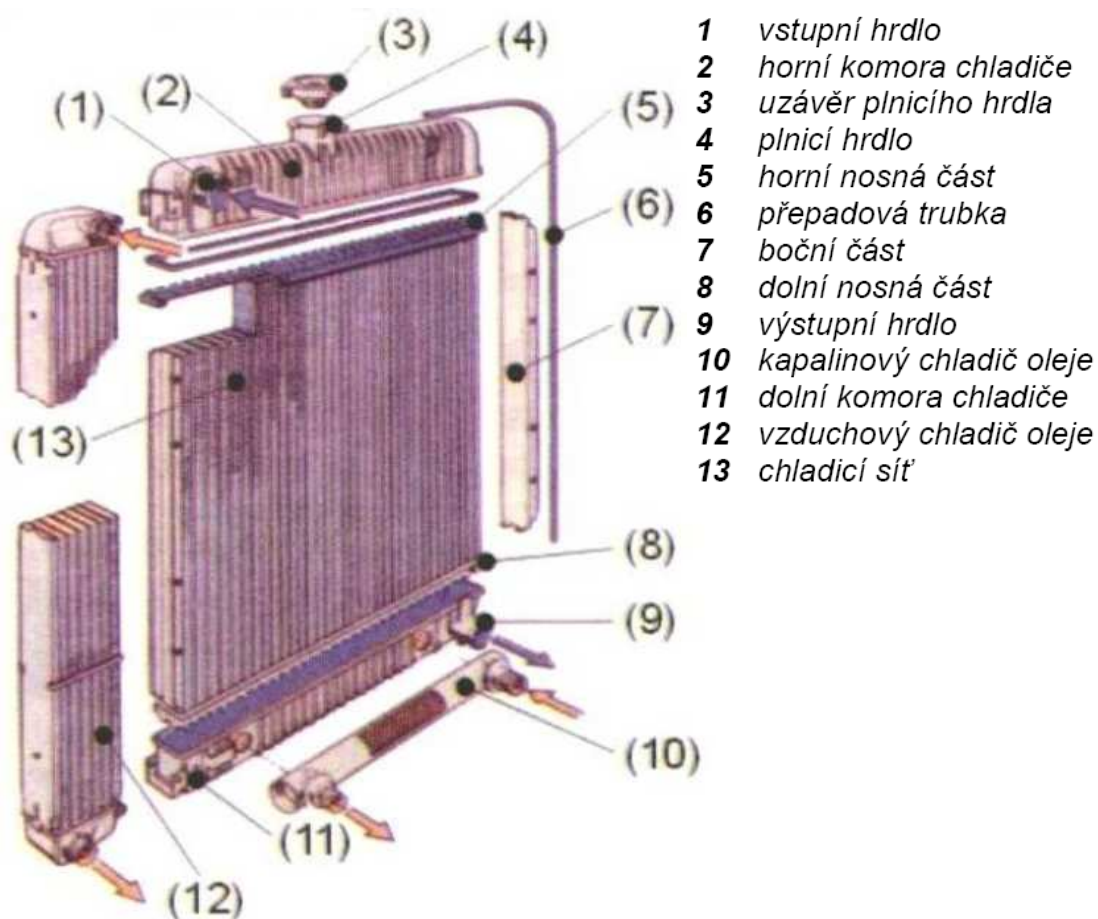 (3)
(2)
(4)
(1)
(5)
(6)
(7)
(13)
(8)
(9)
(10)
(11)
(12)
1 vstupní hrdlo
2 horní komora chladiče
3 uzávěr plnicího hrdla
4 plnicí hrdlo
5 horní nosná část
6 přepadová trubka
7 boční část
8 dolní nosná část
9 výstupní hrdlo
10 kapalinový chladič oleje
11 dolní komora chladiče
12 vzduchový chladič oleje
13 chladicí síť